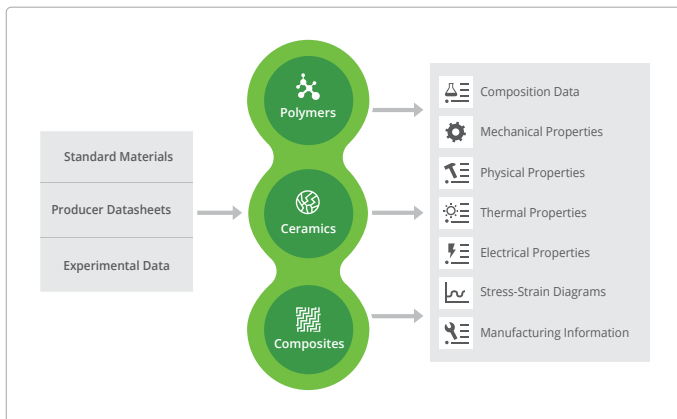 Standard Materials
Producer Datasheets
Experimental Data
Polymers
Ceramics
Composites
Composition Data
Mechanical Properties
Physical Properties
Thermal Properties
Electrical Properties
Stress-Strain Diagrams
Manufacturing Information